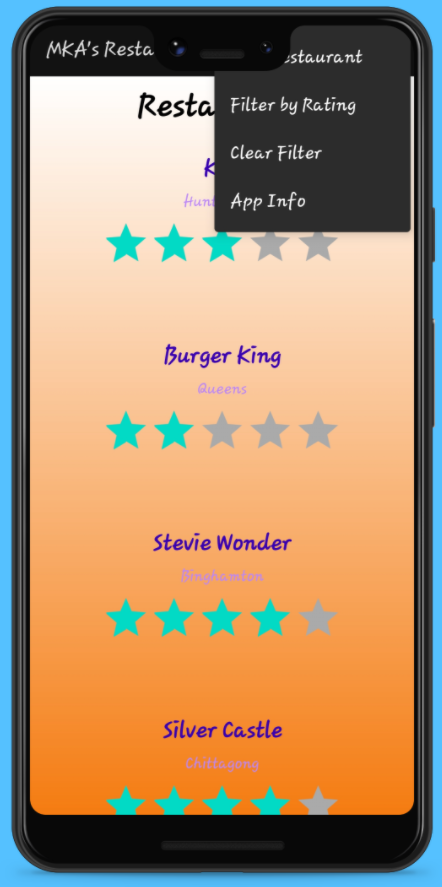 MKA's Resta
estaurant
Filter by Rating
Clear Filter
App Info
Resta
K
Hun
Burger King
Queens
Stevie Wonder
Binghamton
Silver Castle
Chittagong